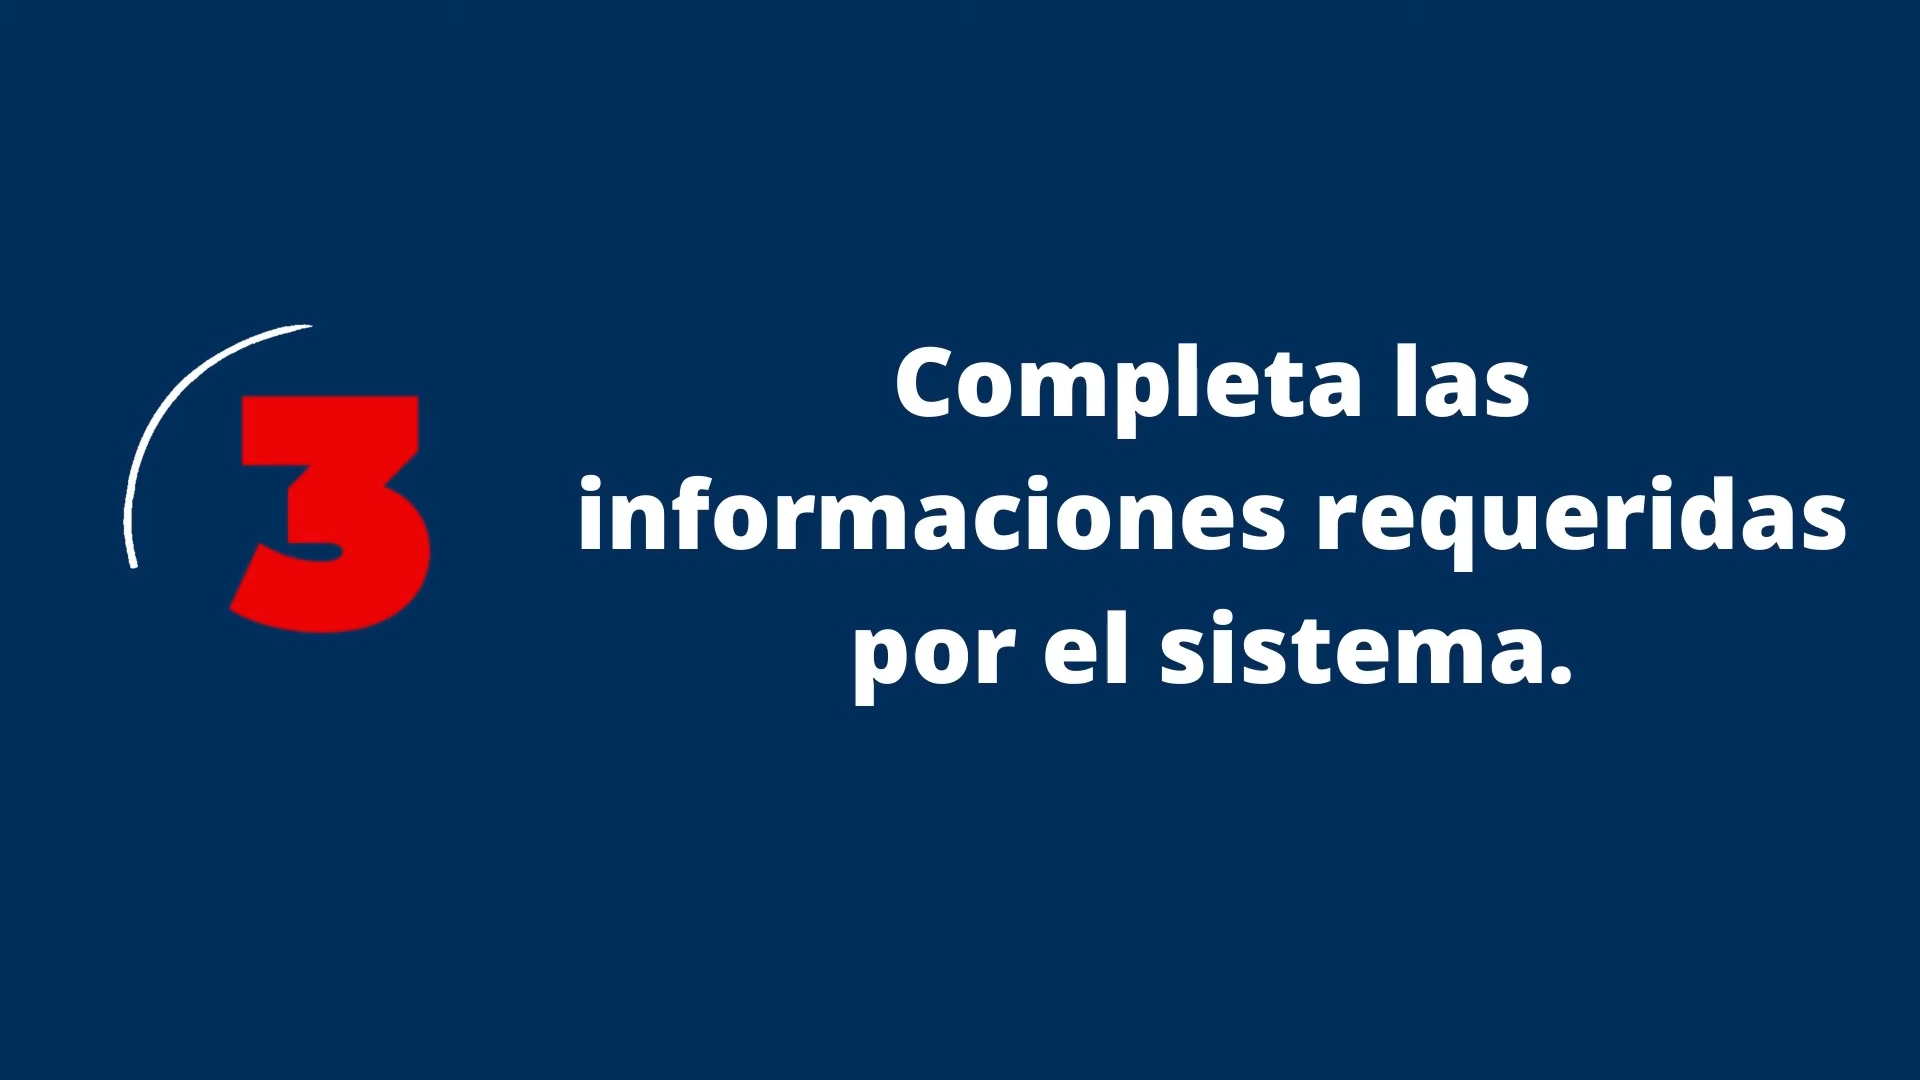 3
Completa las
informaciones requeridas
por el sistema.